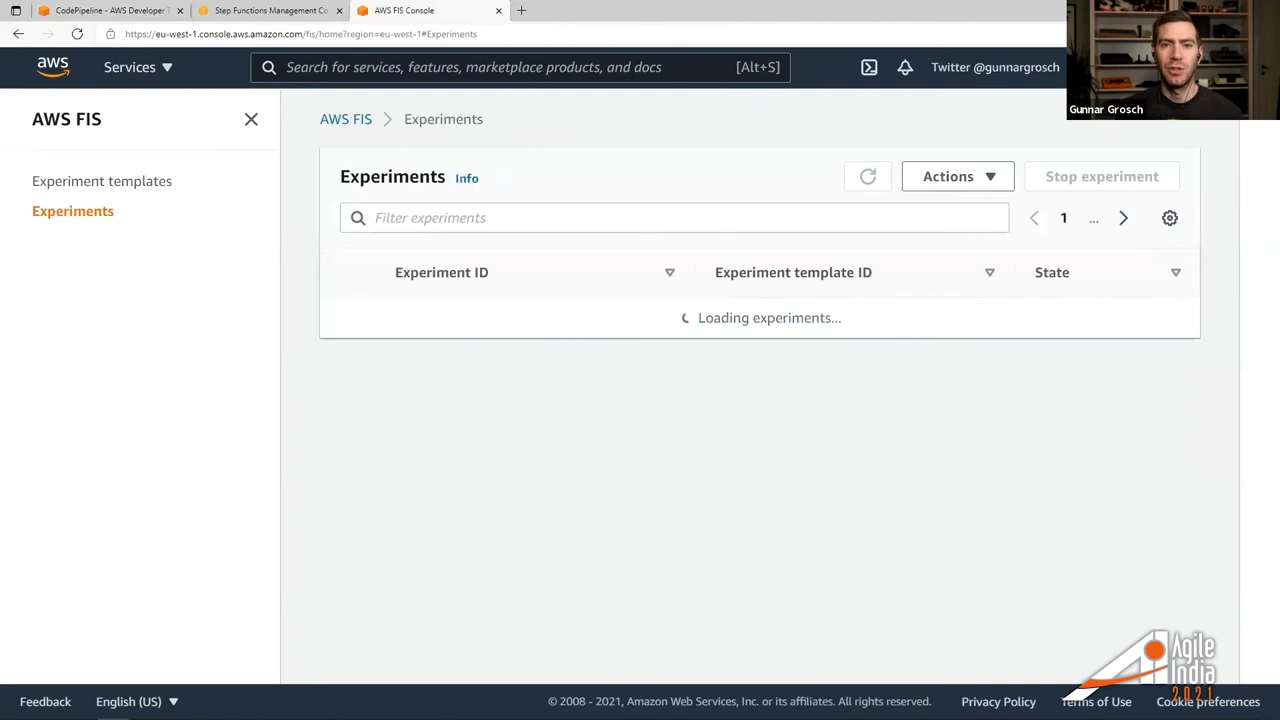 CodePipeline - AWS Developer T
Step Functions Management Co
AWS FIS Console
https://eu-west-1.console.aws.amazon.com/fis/home?region=eu-west-1#Experiments
aws
Services
Search for services, features, marketplace products, and docs
[Alt+S]
Twitter @gunnargrosch
Gunnar Grosch
AWS FIS
Experiment templates
Experiments
AWS FIS
Experiments
Experiments
Info
Actions
Stop experiment
Filter experiments
1
...
Experiment ID
Experiment template ID
State
Loading experiments...
Agile
India
2021
Feedback
English (US)
© 2008 - 2021, Amazon Web Services, Inc. or its affiliates. All rights reserved.
Privacy Policy
Terms of Use
Cookie preferences